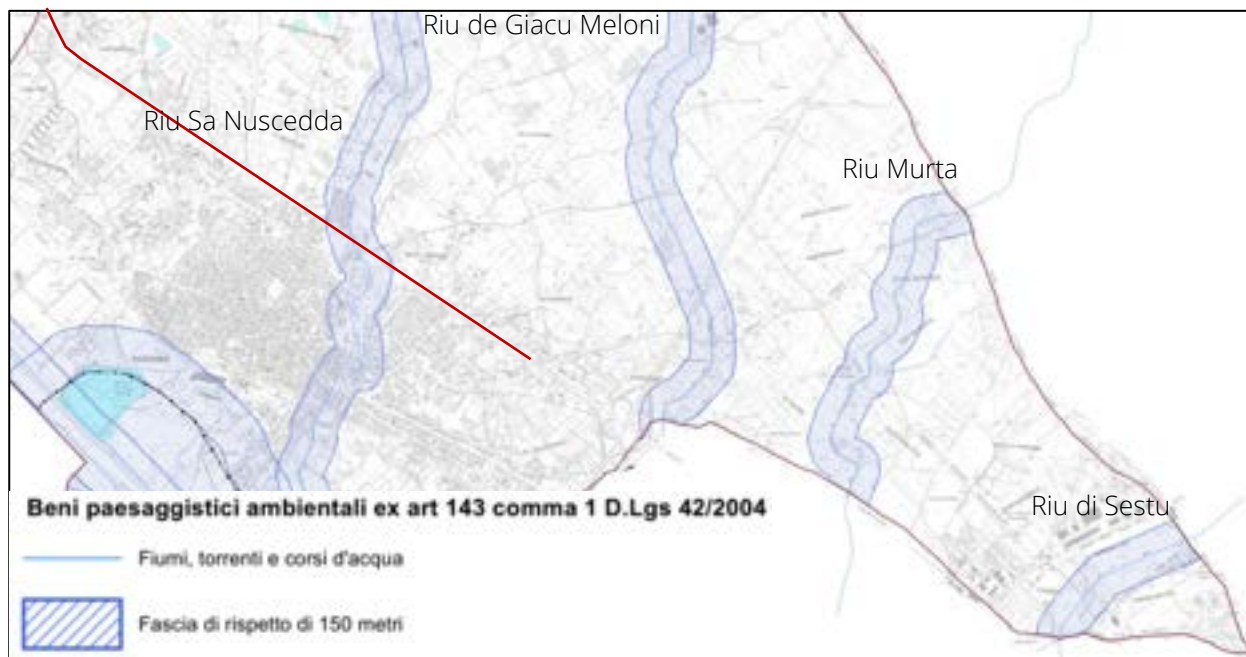 Riu de Giacu Meloni
Riu Sa Nuscedda
Riu Murta
Riu di Sestu
Beni paesaggistici ambientali ex art 143 comma 1 D.Lgs 42/2004
Fiumi, torrenti e corsi d'acqua
Fascia di rispetto di 150 metri